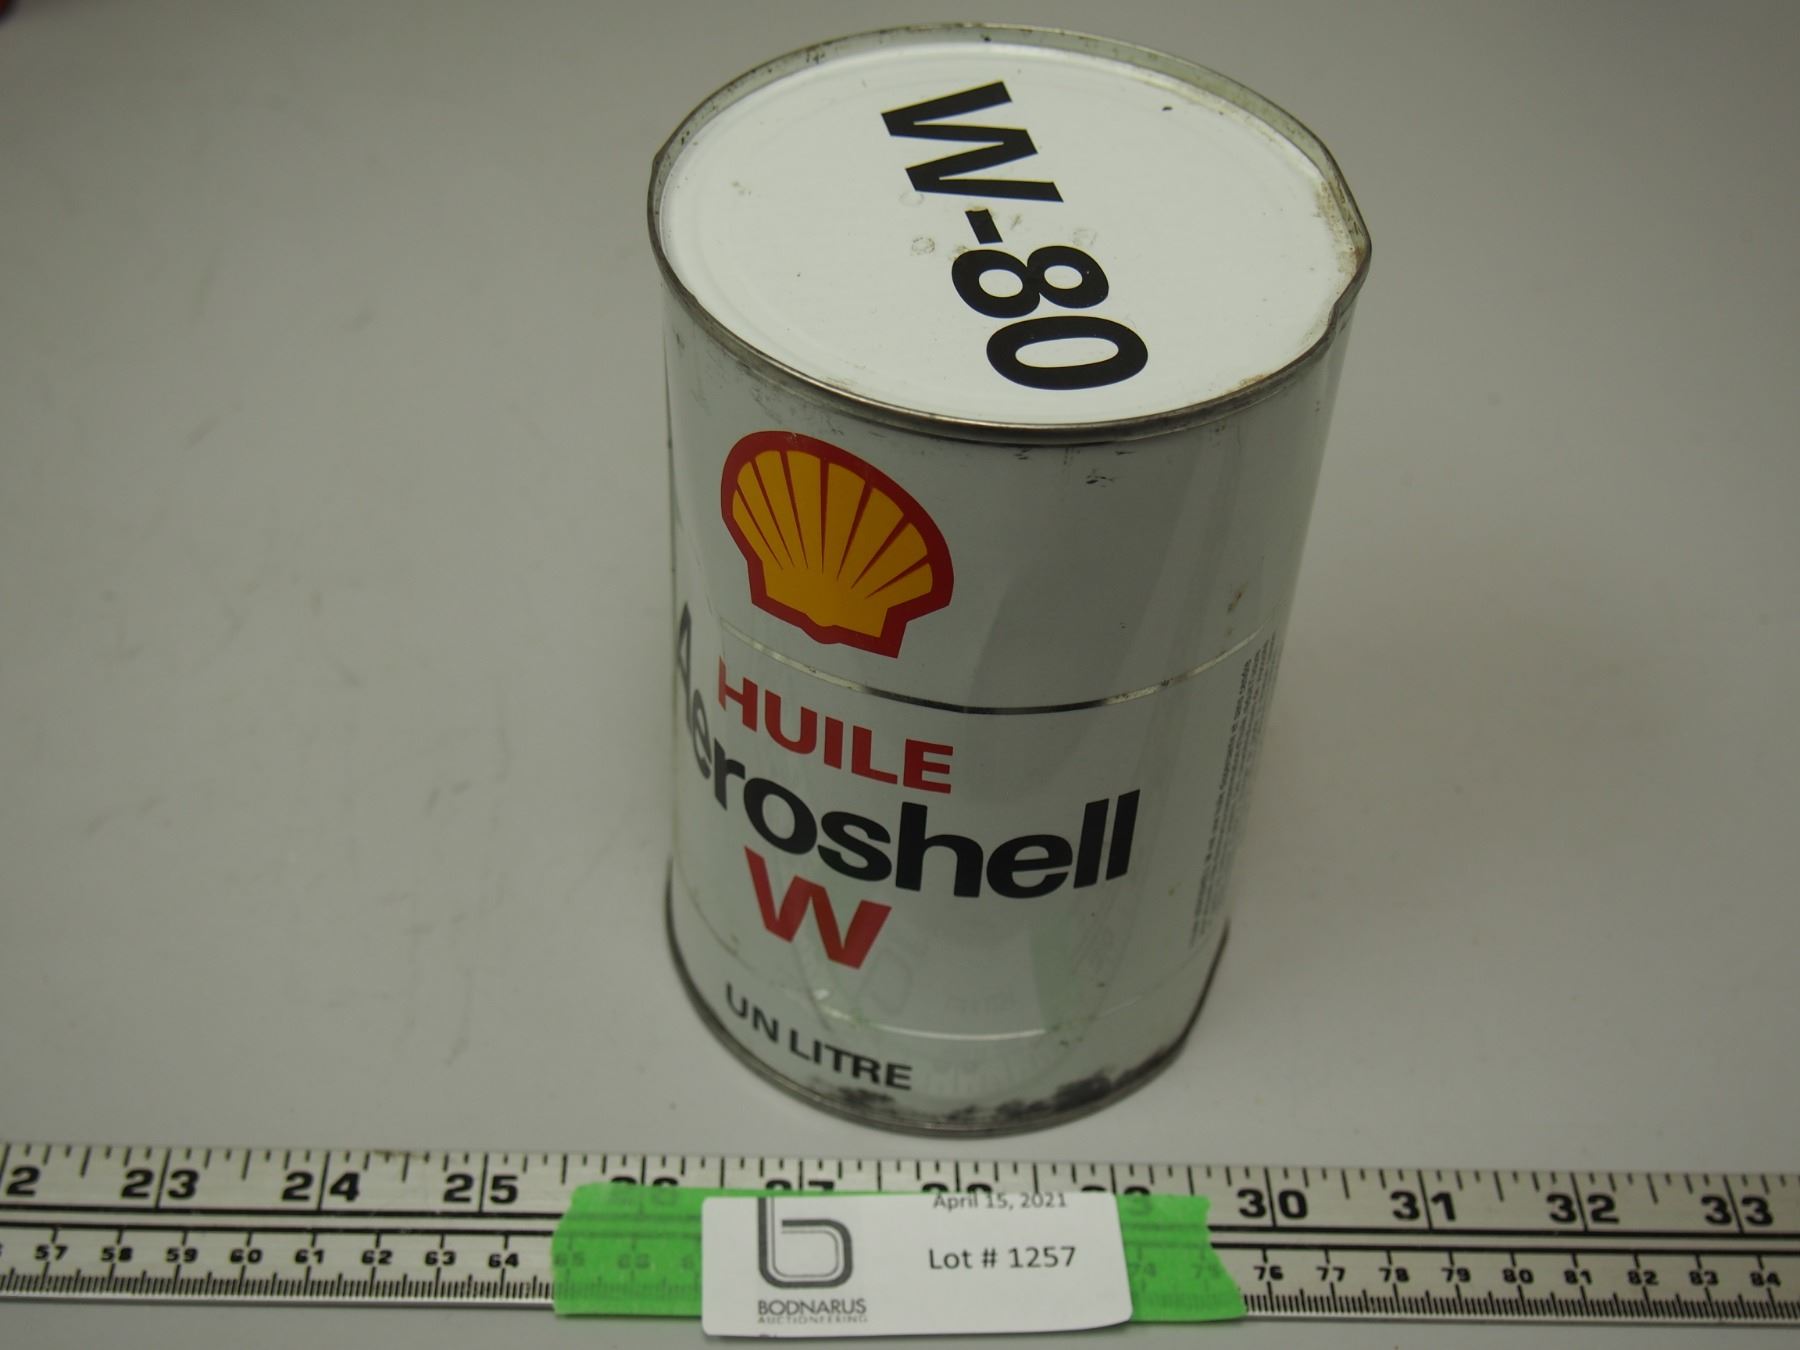 W-80
HUILE
Aeroshell
W
UN LITRE
23 24 25 30 31 32 33
57 58 59 60 61 62 63 64 76 77 78 79 80 81 82 83 84
April 15, 2021
Lot # 1257
BODNARUS
AUCTIONEERING